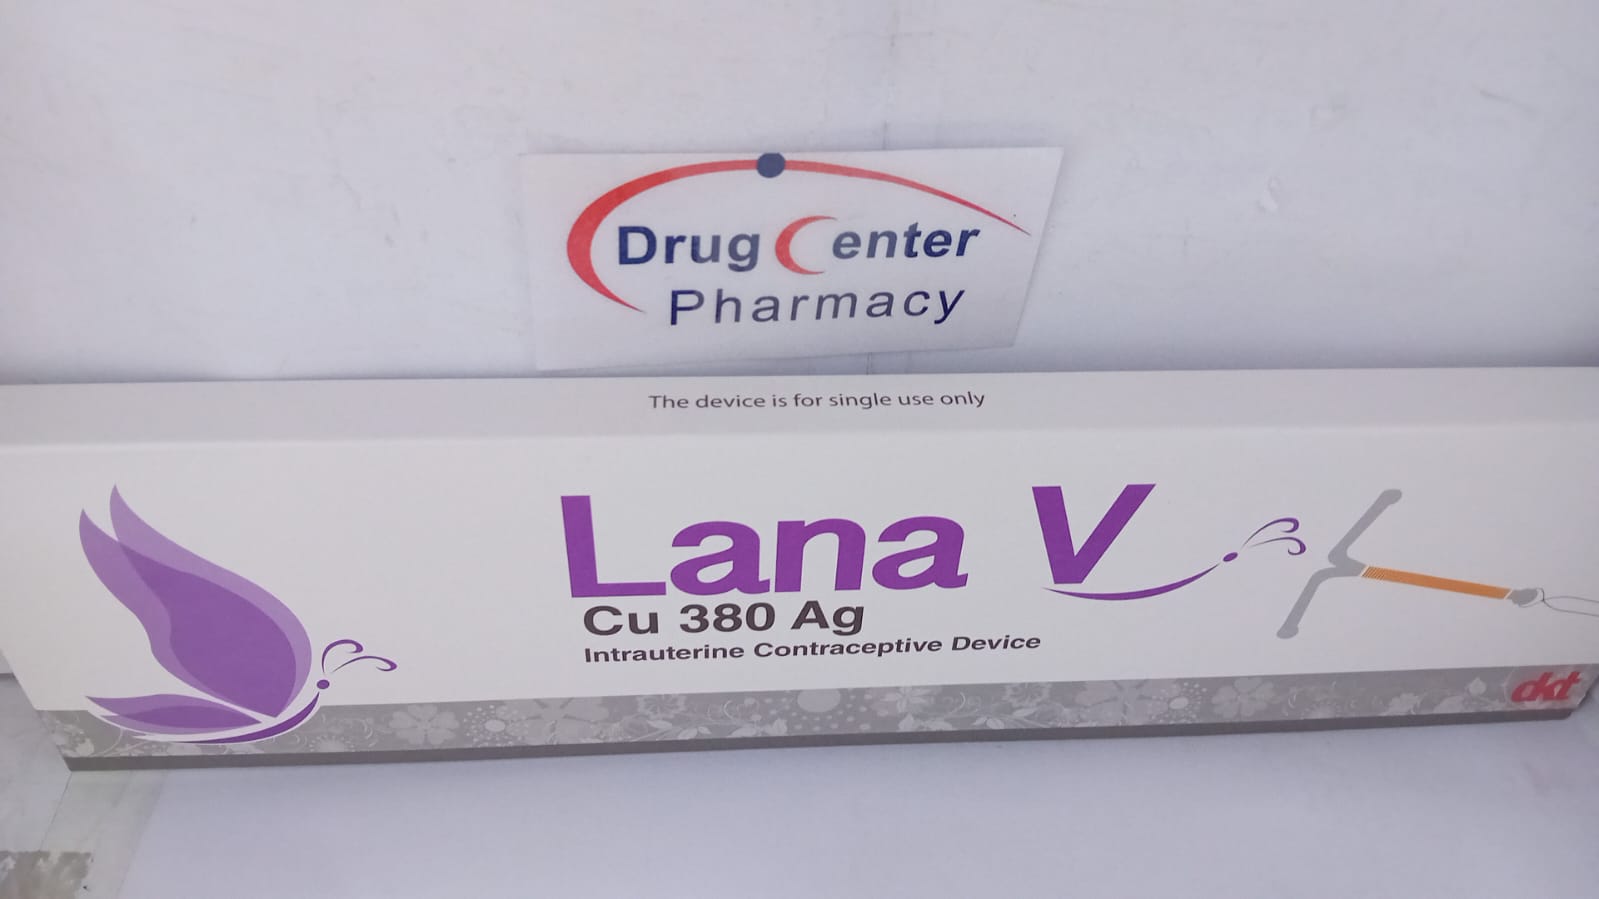 Drug Center
Pharmacy
The device is for single use only
Lana V
Cu 380 Ag
Intrauterine Contraceptive Device
dkt